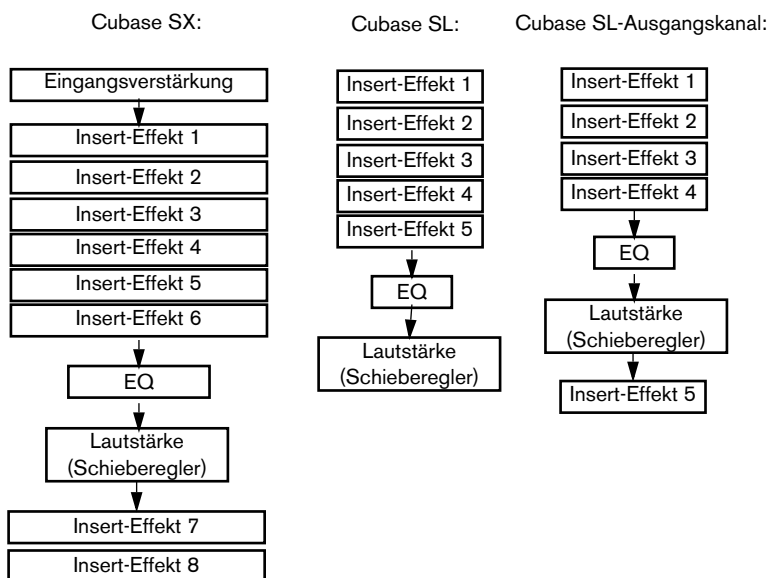 Cubase SX:
Eingangsverstärkung
Insert-Effekt 1
Insert-Effekt 2
Insert-Effekt 3
Insert-Effekt 4
Insert-Effekt 5
Insert-Effekt 6
EQ
Lautstärke
(Schieberegler)
Insert-Effekt 7
Insert-Effekt 8
Cubase SL:
Insert-Effekt 1
Insert-Effekt 2
Insert-Effekt 3
Insert-Effekt 4
Insert-Effekt 5
EQ
Lautstärke
(Schieberegler)
Cubase SL-Ausgangskanal:
Insert-Effekt 1
Insert-Effekt 2
Insert-Effekt 3
Insert-Effekt 4
EQ
Lautstärke
(Schieberegler)
Insert-Effekt 5